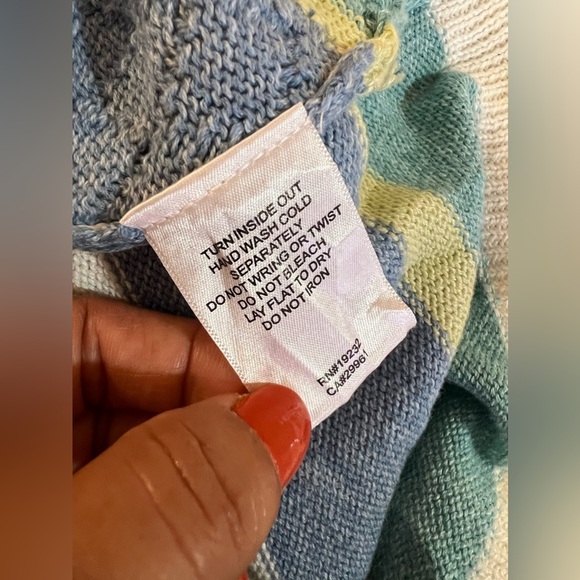 TURN INSIDE OUT
HAND WASH COLD
SEPARATELY
DO NOT WRING OR TWIST
DO NOT BLEACH
LAY FLAT TO DRY
DO NOT IRON
RN#19232
CA#29961